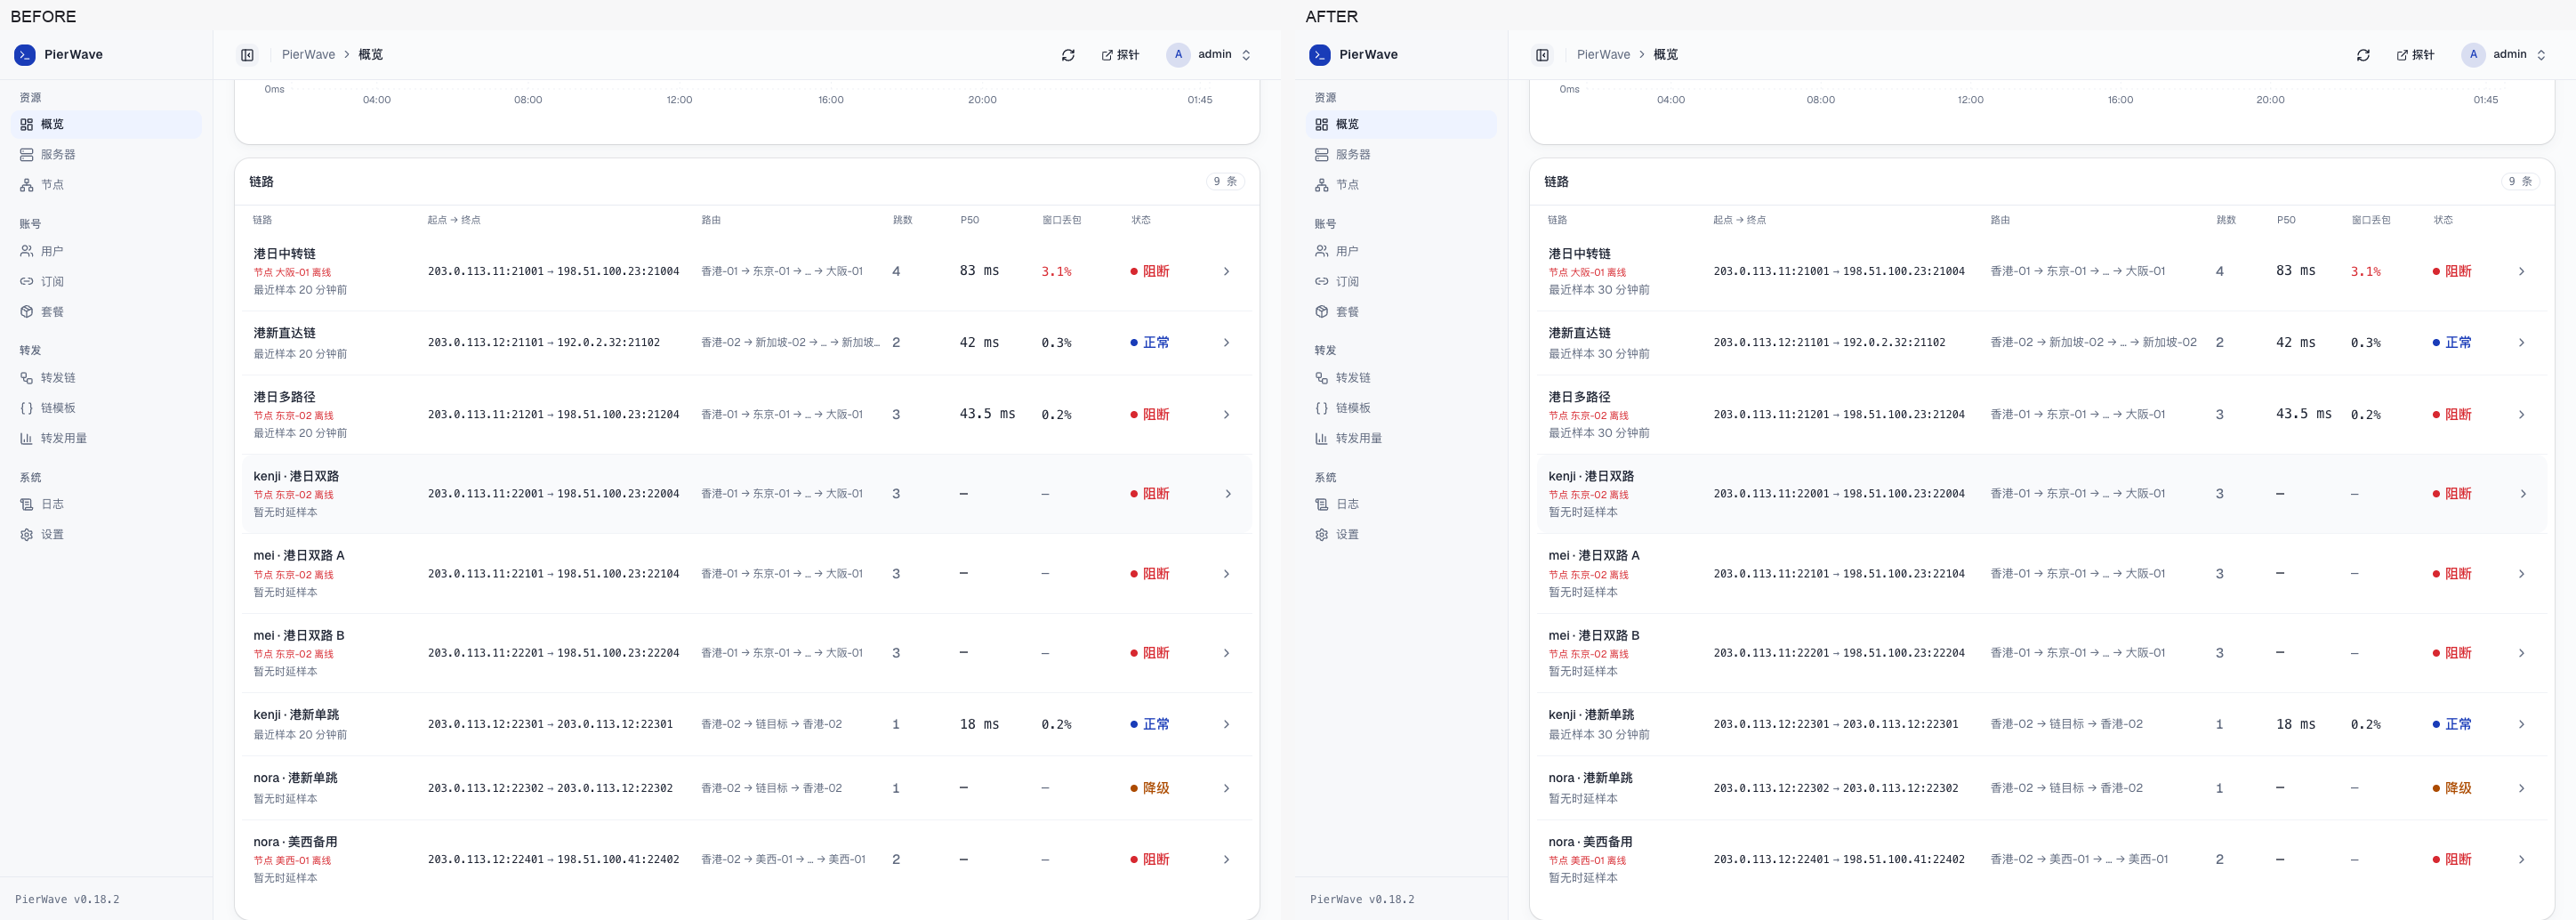 BEFORE
PierWave
PierWave > 概览
探针
A admin
资源
概览
服务器
节点
账号
用户
订阅
套餐
转发
转发链
链模板
转发用量
系统
日志
设置
PierWave v0.18.2
0ms
04:00 08:00 12:00 16:00 20:00 01:45
链路 9 条
链路 起点 → 终点 路由 跳数 P50 窗口丢包 状态
港日中转链
节点 大阪-01 离线
最近样本 20 分钟前
203.0.113.11:21001 → 198.51.100.23:21004 香港-01 → 东京-01 → … → 大阪-01 4 83 ms 3.1% 阻断
港新直达链
最近样本 20 分钟前
203.0.113.12:21101 → 192.0.2.32:21102 香港-02 → 新加坡-02 → … → 新加坡… 2 42 ms 0.3% 正常
港日多路径
节点 东京-02 离线
最近样本 20 分钟前
203.0.113.11:21201 → 198.51.100.23:21204 香港-01 → 东京-01 → … → 大阪-01 3 43.5 ms 0.2% 阻断
kenji · 港日双路
节点 东京-02 离线
暂无时延样本
203.0.113.11:22001 → 198.51.100.23:22004 香港-01 → 东京-01 → … → 大阪-01 3 — — 阻断
mei · 港日双路 A
节点 东京-02 离线
暂无时延样本
203.0.113.11:22101 → 198.51.100.23:22104 香港-01 → 东京-01 → … → 大阪-01 3 — — 阻断
mei · 港日双路 B
节点 东京-02 离线
暂无时延样本
203.0.113.11:22201 → 198.51.100.23:22204 香港-01 → 东京-01 → … → 大阪-01 3 — — 阻断
kenji · 港新单跳
最近样本 20 分钟前
203.0.113.12:22301 → 203.0.113.12:22301 香港-02 → 链目标 → 香港-02 1 18 ms 0.2% 正常
nora · 港新单跳
暂无时延样本
203.0.113.12:22302 → 203.0.113.12:22302 香港-02 → 链目标 → 香港-02 1 — — 降级
nora · 美西备用
节点 美西-01 离线
暂无时延样本
203.0.113.12:22401 → 198.51.100.41:22402 香港-02 → 美西-01 → … → 美西-01 2 — — 阻断
AFTER
PierWave
PierWave > 概览
探针
A admin
资源
概览
服务器
节点
账号
用户
订阅
套餐
转发
转发链
链模板
转发用量
系统
日志
设置
PierWave v0.18.2
0ms
04:00 08:00 12:00 16:00 20:00 01:45
链路 9 条
链路 起点 → 终点 路由 跳数 P50 窗口丢包 状态
港日中转链
节点 大阪-01 离线
最近样本 30 分钟前
203.0.113.11:21001 → 198.51.100.23:21004 香港-01 → 东京-01 → … → 大阪-01 4 83 ms 3.1% 阻断
港新直达链
最近样本 30 分钟前
203.0.113.12:21101 → 192.0.2.32:21102 香港-02 → 新加坡-02 → … → 新加坡-02 2 42 ms 0.3% 正常
港日多路径
节点 东京-02 离线
最近样本 30 分钟前
203.0.113.11:21201 → 198.51.100.23:21204 香港-01 → 东京-01 → … → 大阪-01 3 43.5 ms 0.2% 阻断
kenji · 港日双路
节点 东京-02 离线
暂无时延样本
203.0.113.11:22001 → 198.51.100.23:22004 香港-01 → 东京-01 → … → 大阪-01 3 — — 阻断
mei · 港日双路 A
节点 东京-02 离线
暂无时延样本
203.0.113.11:22101 → 198.51.100.23:22104 香港-01 → 东京-01 → … → 大阪-01 3 — — 阻断
mei · 港日双路 B
节点 东京-02 离线
暂无时延样本
203.0.113.11:22201 → 198.51.100.23:22204 香港-01 → 东京-01 → … → 大阪-01 3 — — 阻断
kenji · 港新单跳
最近样本 30 分钟前
203.0.113.12:22301 → 203.0.113.12:22301 香港-02 → 链目标 → 香港-02 1 18 ms 0.2% 正常
nora · 港新单跳
暂无时延样本
203.0.113.12:22302 → 203.0.113.12:22302 香港-02 → 链目标 → 香港-02 1 — — 降级
nora · 美西备用
节点 美西-01 离线
暂无时延样本
203.0.113.12:22401 → 198.51.100.41:22402 香港-02 → 美西-01 → … → 美西-01 2 — — 阻断